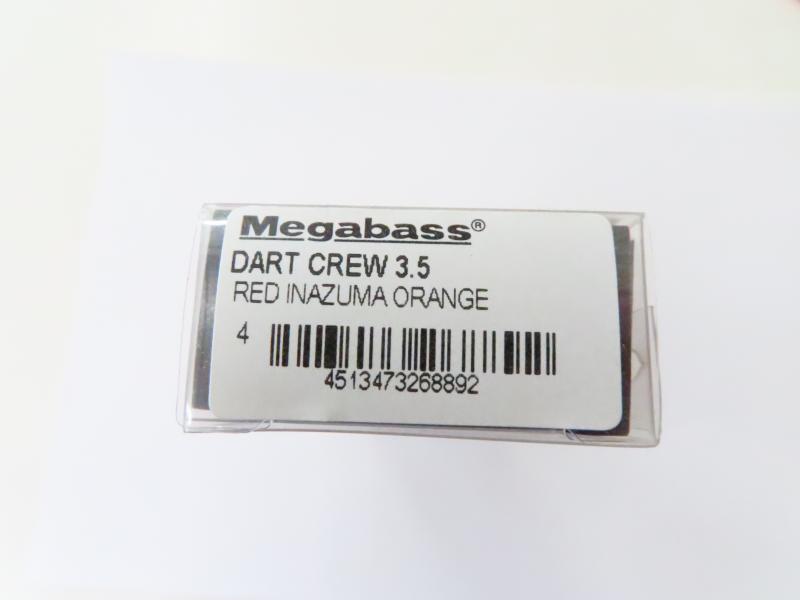 Megabass®
DART CREW 3.5
RED INAZUMA ORANGE
4
4513473268892